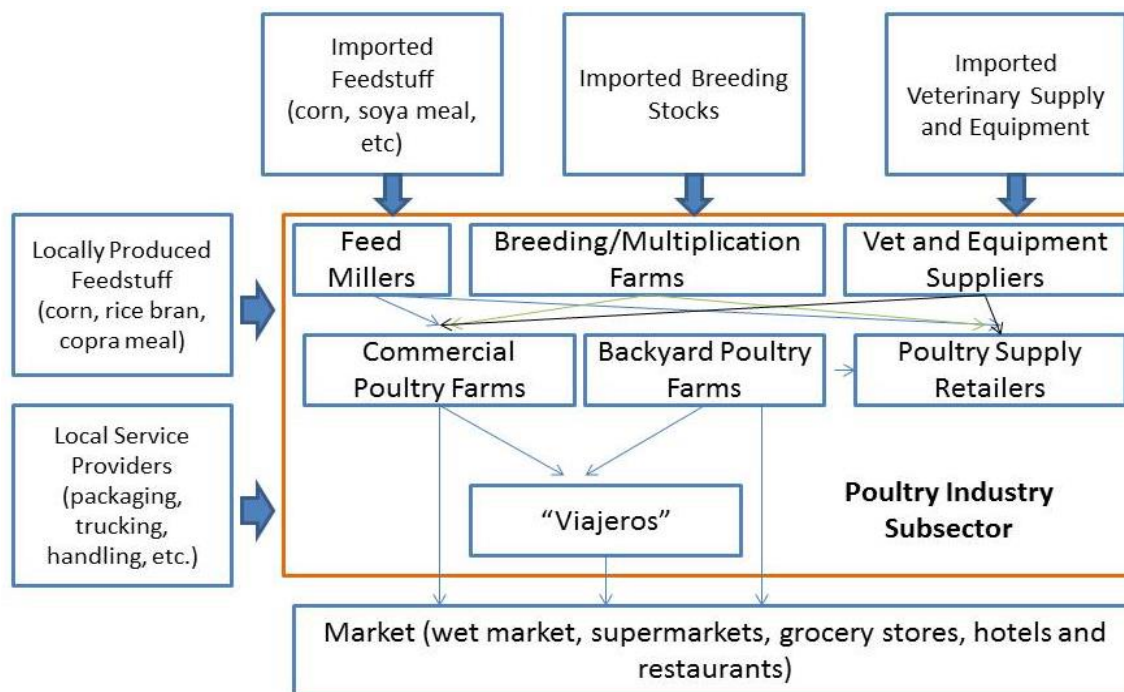 Imported
Feedstuff
(corn, soya meal,
etc)
Imported Breeding
Stocks
Imported
Veterinary Supply
and Equipment
Locally Produced
Feedstuff
(corn, rice bran,
copra meal)
Feed
Millers
Breeding/Multiplication
Farms
Vet and Equipment
Suppliers
Commercial
Poultry Farms
Backyard Poultry
Farms
Poultry Supply
Retailers
Local Service
Providers
(packaging,
trucking,
handling, etc.)
“Viajeros”
Poultry Industry
Subsector
Market (wet market, supermarkets, grocery stores, hotels and
restaurants)